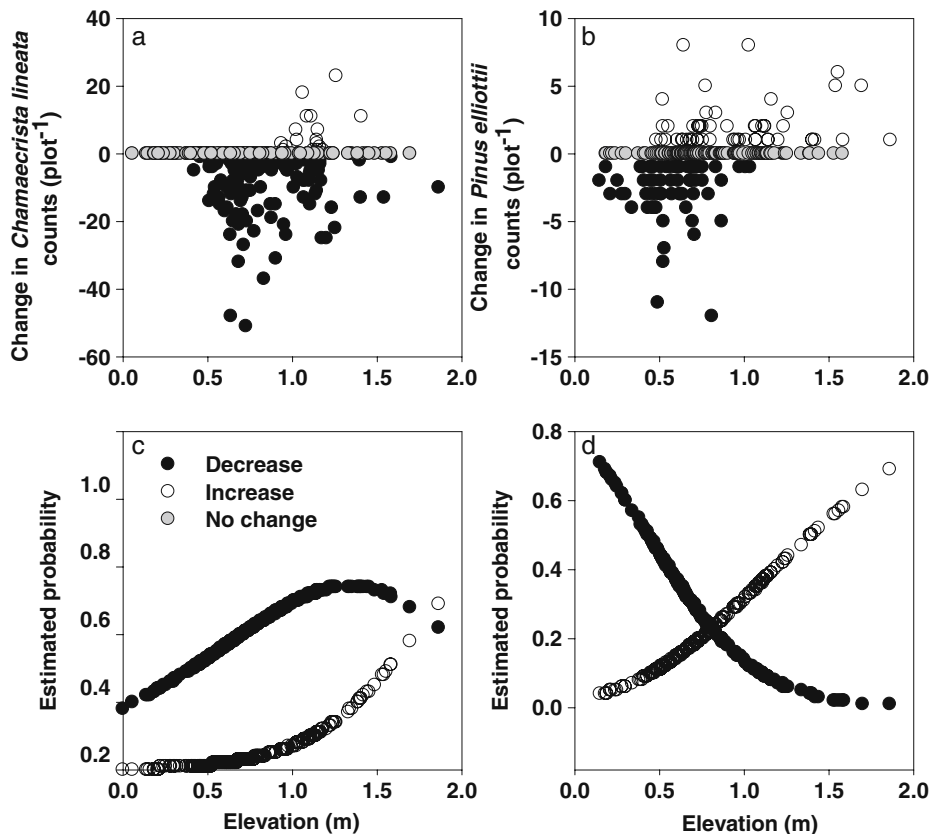 a
40
20
0
-20
-40
-60
0.0 0.5 1.0 1.5 2.0
Change in Chamaecrista lineata
counts (plot-1)
b
10
5
0
-5
-10
-15
0.0 0.5 1.0 1.5 2.0
Change in Pinus elliottii
counts (plot-1)
c
Decrease
Increase
No change
1.0
0.8
0.6
0.4
0.2
0.0 0.5 1.0 1.5 2.0
Estimated probability
Elevation (m)
d
0.8
0.6
0.4
0.2
0.0
0.0 0.5 1.0 1.5 2.0
Estimated probability
Elevation (m)